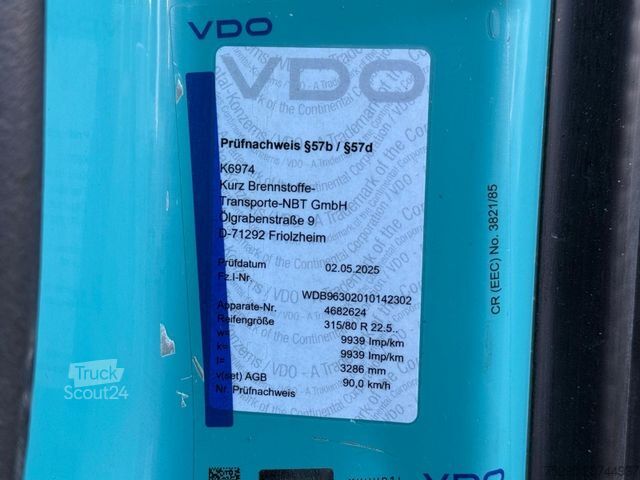 VDO
VDO
Prüfnachweis §57b / §57d
K6974
Kurz Brennstoffe-
Transporte-NBT GmbH
Ölgrabenstraße 9
D-71292 Friolzheim
Prüfdatum 02.05.2025
Fz.I-Nr.
WDB96302010142302
Apparate-Nr. 4682624
Reifengröße 315/80 R 22.5..
w= 9939 Imp/km
k= 9939 Imp/km
l= 3286 mm
v(set) AGB 90,0 km/h
Nr. Prüfnachweis
CR (EEC) No. 3821/85
Truck
Scout24
VDO